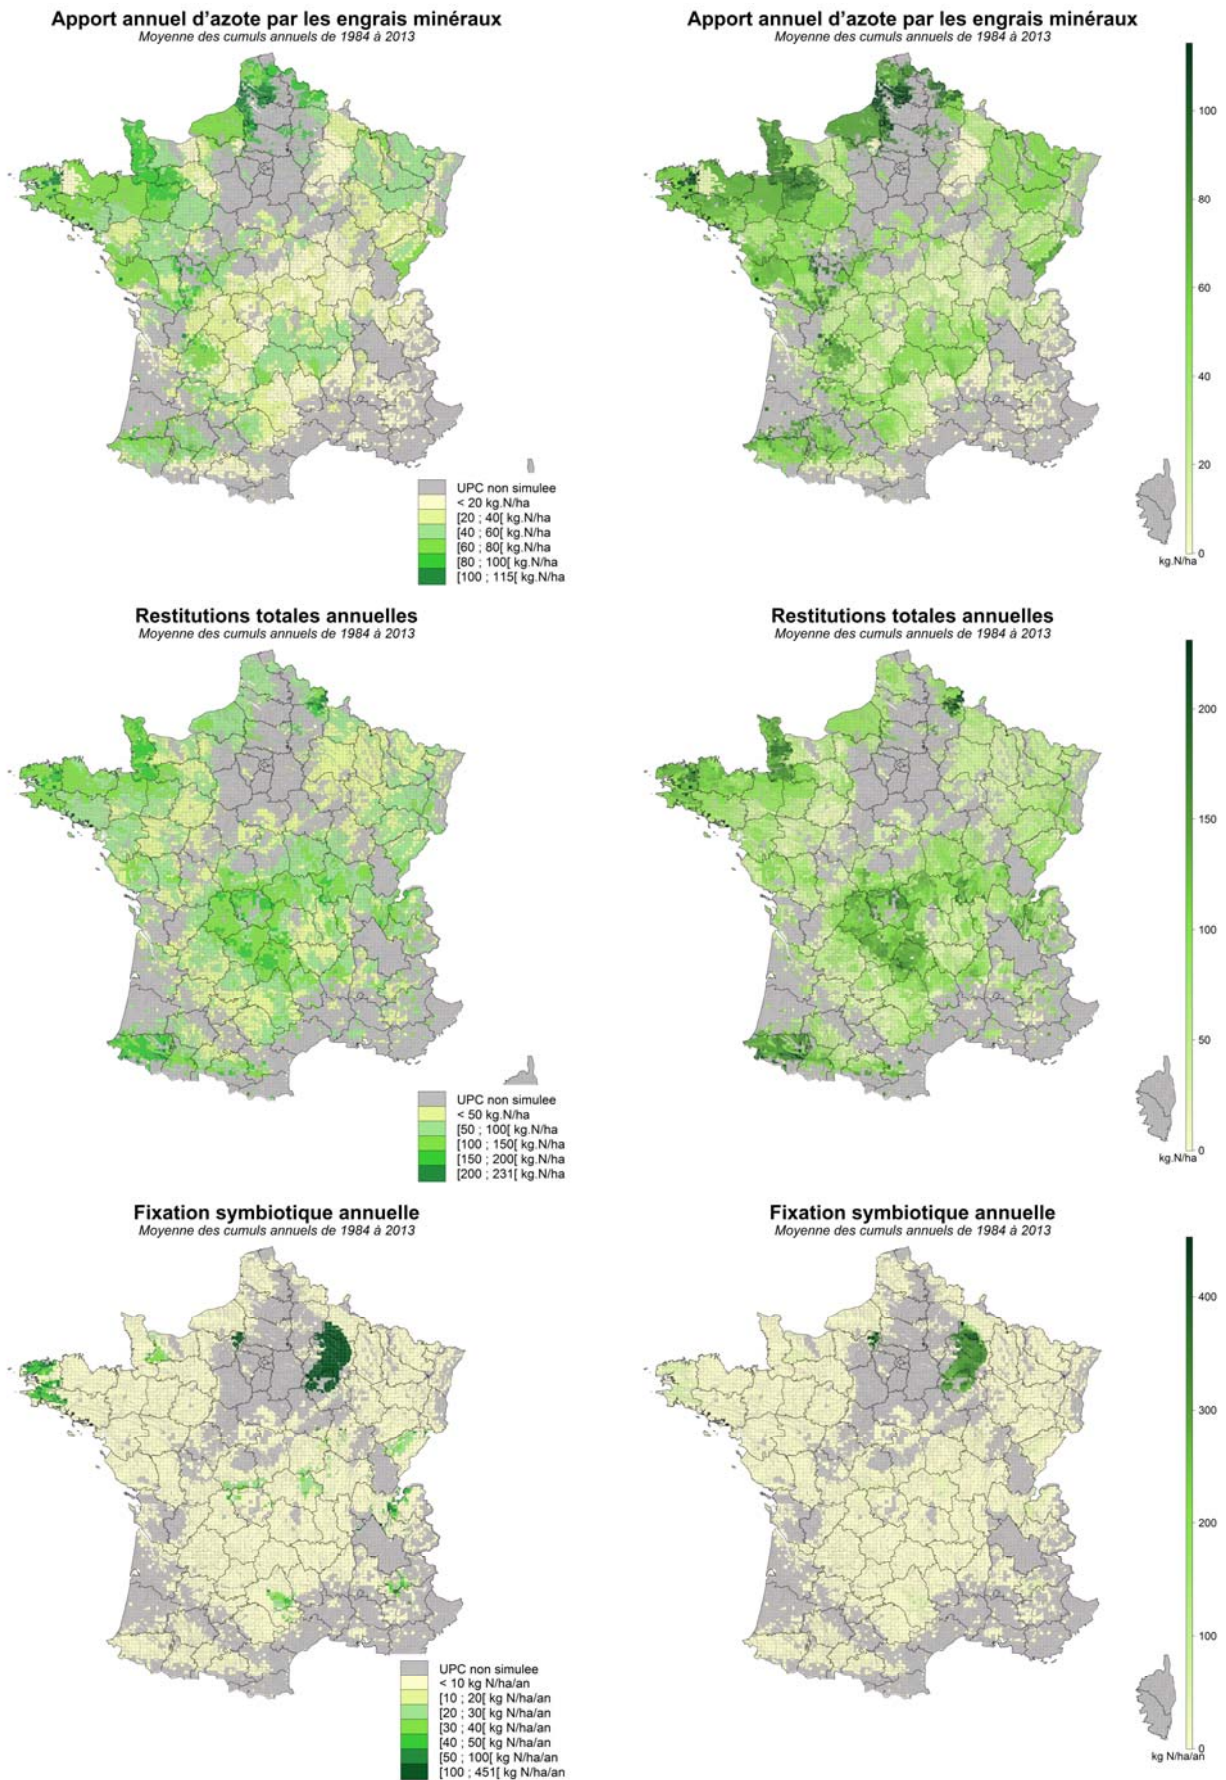 Apport annuel d’azote par les engrais minéraux
Moyenne des cumuls annuels de 1984 à 2013
UPC non simulee
< 20 kg.N/ha
[20 ; 40[ kg.N/ha
[40 ; 60[ kg.N/ha
[60 ; 80[ kg.N/ha
[80 ; 100[ kg.N/ha
[100 ; 115[ kg.N/ha
Apport annuel d’azote par les engrais minéraux
Moyenne des cumuls annuels de 1984 à 2013
100
80
60
40
20
0
kg.N/ha
Restitutions totales annuelles
Moyenne des cumuls annuels de 1984 à 2013
UPC non simulee
< 50 kg.N/ha
[50 ; 100[ kg.N/ha
[100 ; 150[ kg.N/ha
[150 ; 200[ kg.N/ha
[200 ; 231[ kg.N/ha
Restitutions totales annuelles
Moyenne des cumuls annuels de 1984 à 2013
200
150
100
50
0
kg.N/ha
Fixation symbiotique annuelle
Moyenne des cumuls annuels de 1984 à 2013
UPC non simulee
< 10 kg N/ha/an
[10 ; 20[ kg N/ha/an
[20 ; 30[ kg N/ha/an
[30 ; 40[ kg N/ha/an
[40 ; 50[ kg N/ha/an
[50 ; 100[ kg N/ha/an
[100 ; 451[ kg N/ha/an
Fixation symbiotique annuelle
Moyenne des cumuls annuels de 1984 à 2013
400
300
200
100
0
kg N/ha/an